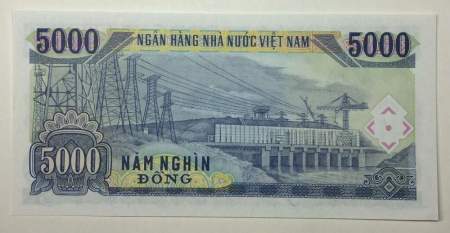 5000 NGÂN HÀNG NHÀ NƯỚC VIỆT NAM 5000
5000 NĂM NGHÌN
ĐỒNG